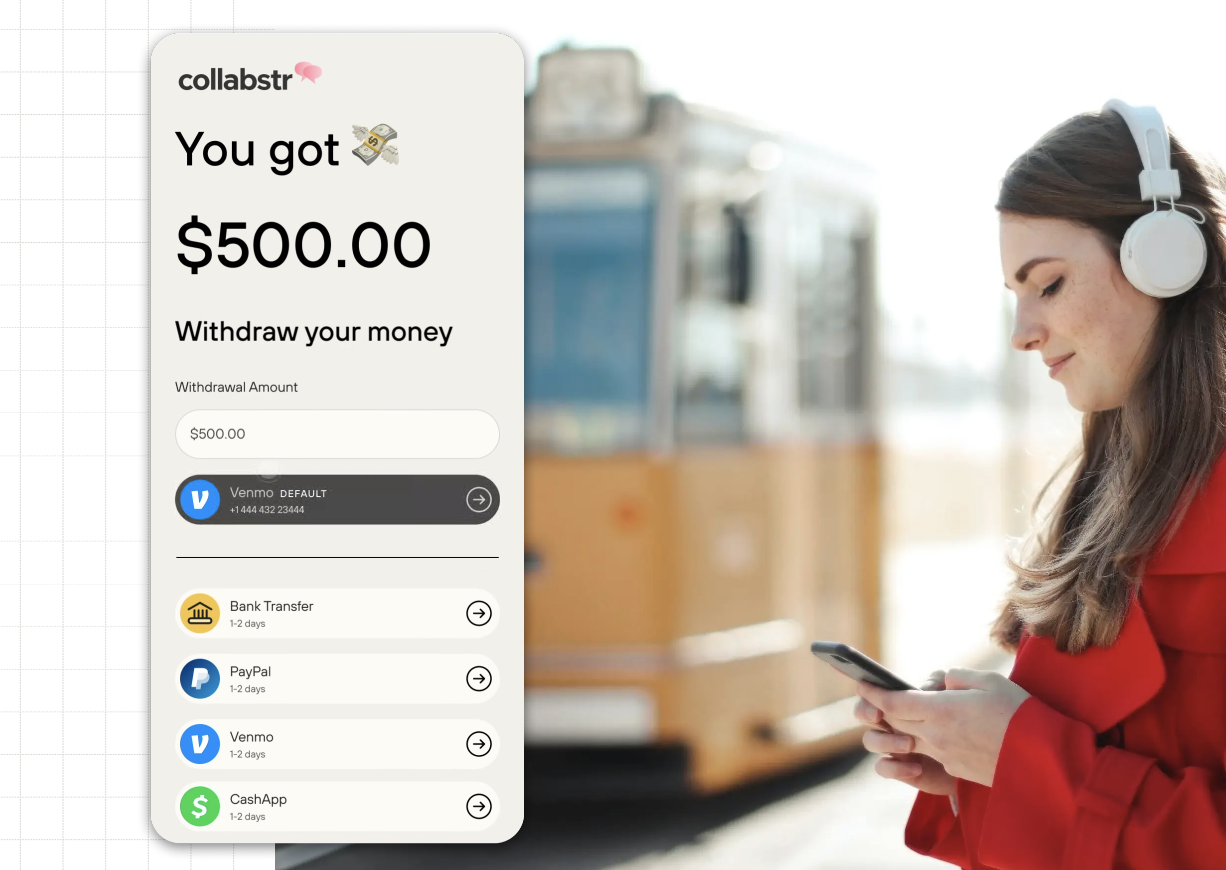 collabstr
You got 💸
$500.00
Withdraw your money
Withdrawal Amount
$500.00
Venmo DEFAULT
+1 444 432 23444
Bank Transfer
1-2 days
PayPal
1-2 days
Venmo
1-2 days
CashApp
1-2 days